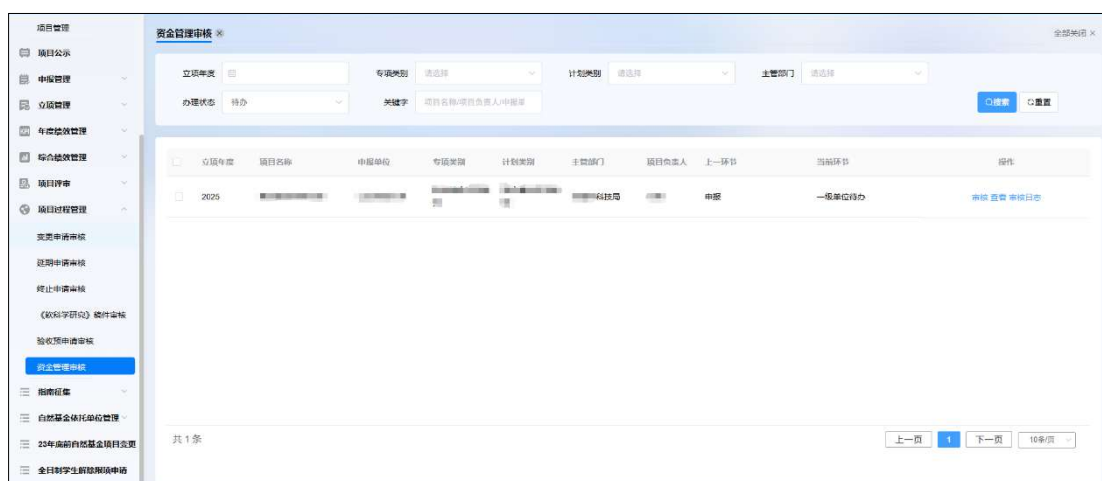 项目管理
项目公示
申报管理
立项管理
年度绩效管理
综合绩效管理
项目评审
项目过程管理
变更申请审核
延期申请审核
终止申请审核
《软科学研究》稿件审核
验收预申请审核
资金管理审核
指南征集
自然基金依托单位管理
23年底前自然基金项目变更
全日制学生解除限项申请
资金管理审核 ×
全部关闭 ×
立项年度
专项类别 请选择
计划类别 请选择
主管部门 请选择
办理状态 待办
关键字 项目名称/项目负责人/申报单
搜索 重置
立项年度 项目名称 申报单位 专项类别 计划类别 主管部门 项目负责人 上一环节 当前环节 操作
2025 科技局 申报 一级单位待办 审核 查看 审核日志
共 1 条
上一页 1 下一页 10条/页